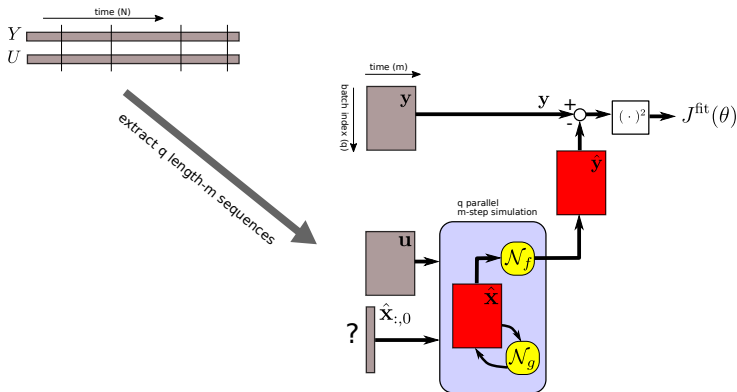 time (N)
Y
U
extract q length-m sequences
time (m)
batch index (q)
y
y
+
-
( · )²
J^fit(θ)
ŷ
q parallel
m-step simulation
u
𝒩_f
x̂
? x̂_{:,0}
𝒩_g